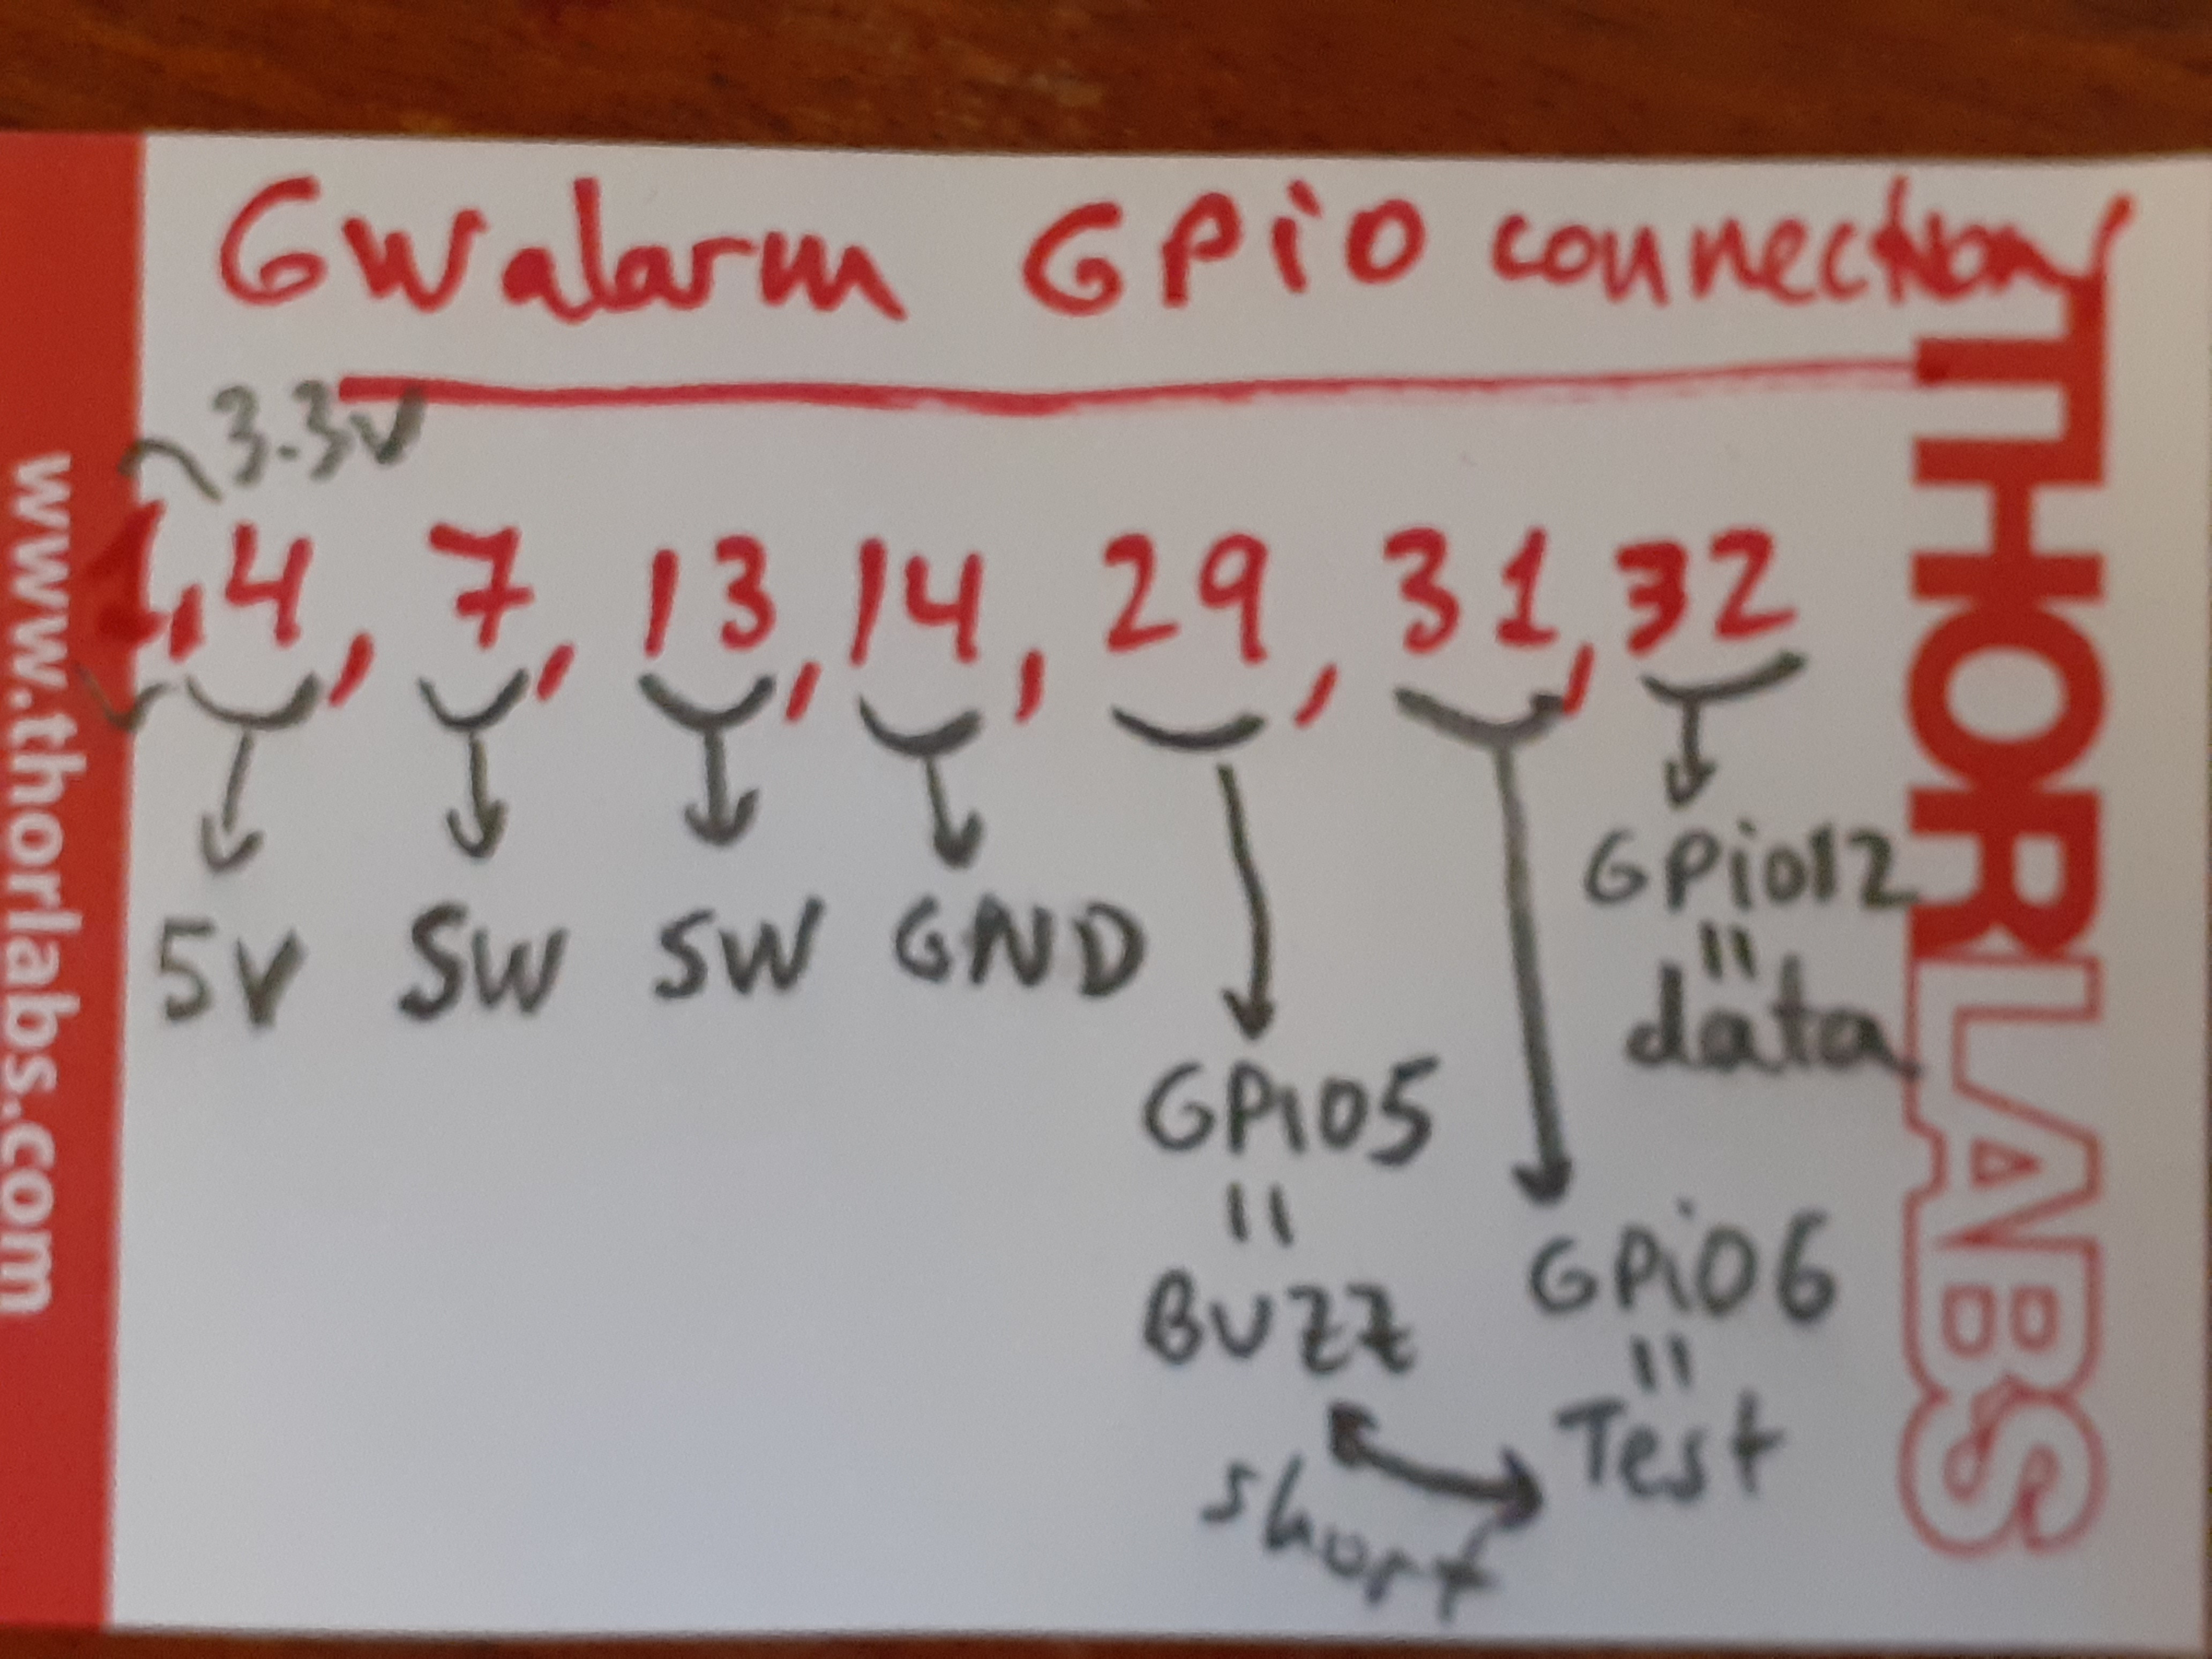 GWalarm GPiO connection
3.3V
1,4, 7, 13, 14, 29, 31, 32
5V SW SW GND
GPiO12
"
data
GPiO5
"
BUZZ
GPiO6
"
Test
short
www.thorlabs.com
THORLABS